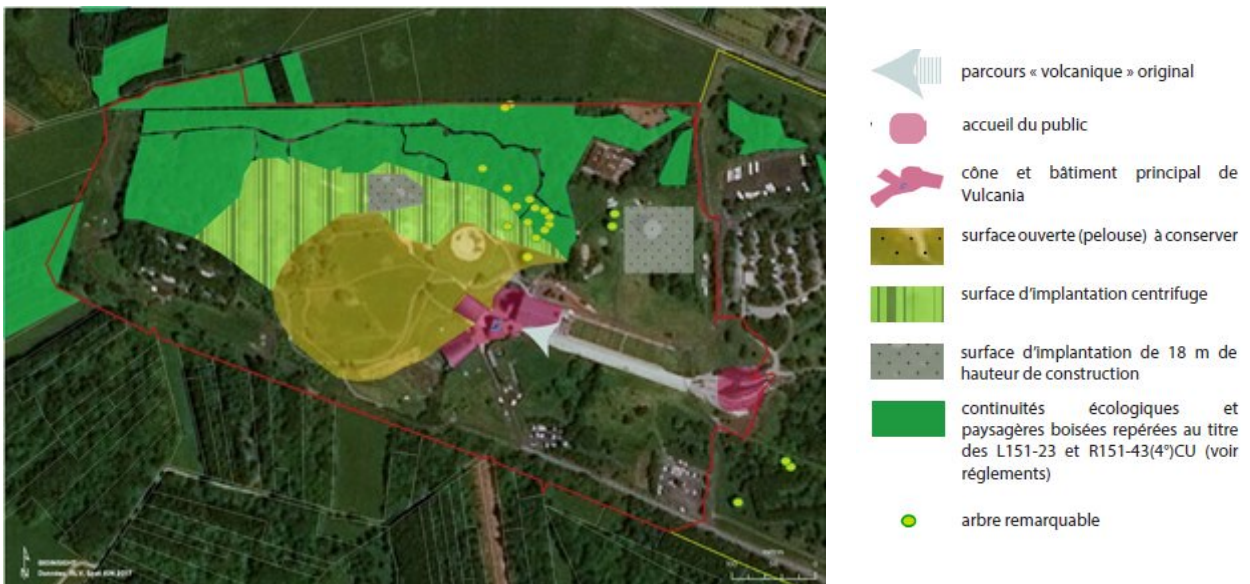 parcours « volcanique » original
accueil du public
cône et bâtiment principal de
Vulcania
surface ouverte (pelouse) à conserver
surface d'implantation centrifuge
surface d'implantation de 18 m de
hauteur de construction
continuités écologiques et
paysagères boisées repérées au titre
des L151-23 et R151-43(4°)CU (voir
réglements)
arbre remarquable